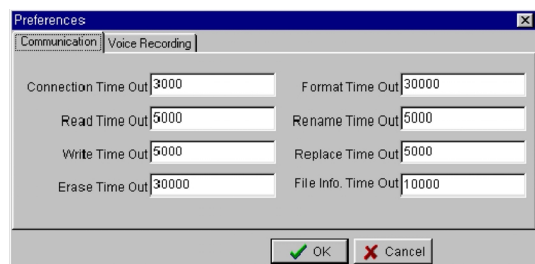 Preferences
Communication Voice Recording
Connection Time Out 3000 Format Time Out 30000
Read Time Out 5000 Rename Time Out 5000
Write Time Out 5000 Replace Time Out 5000
Erase Time Out 30000 File Info. Time Out 10000
OK Cancel